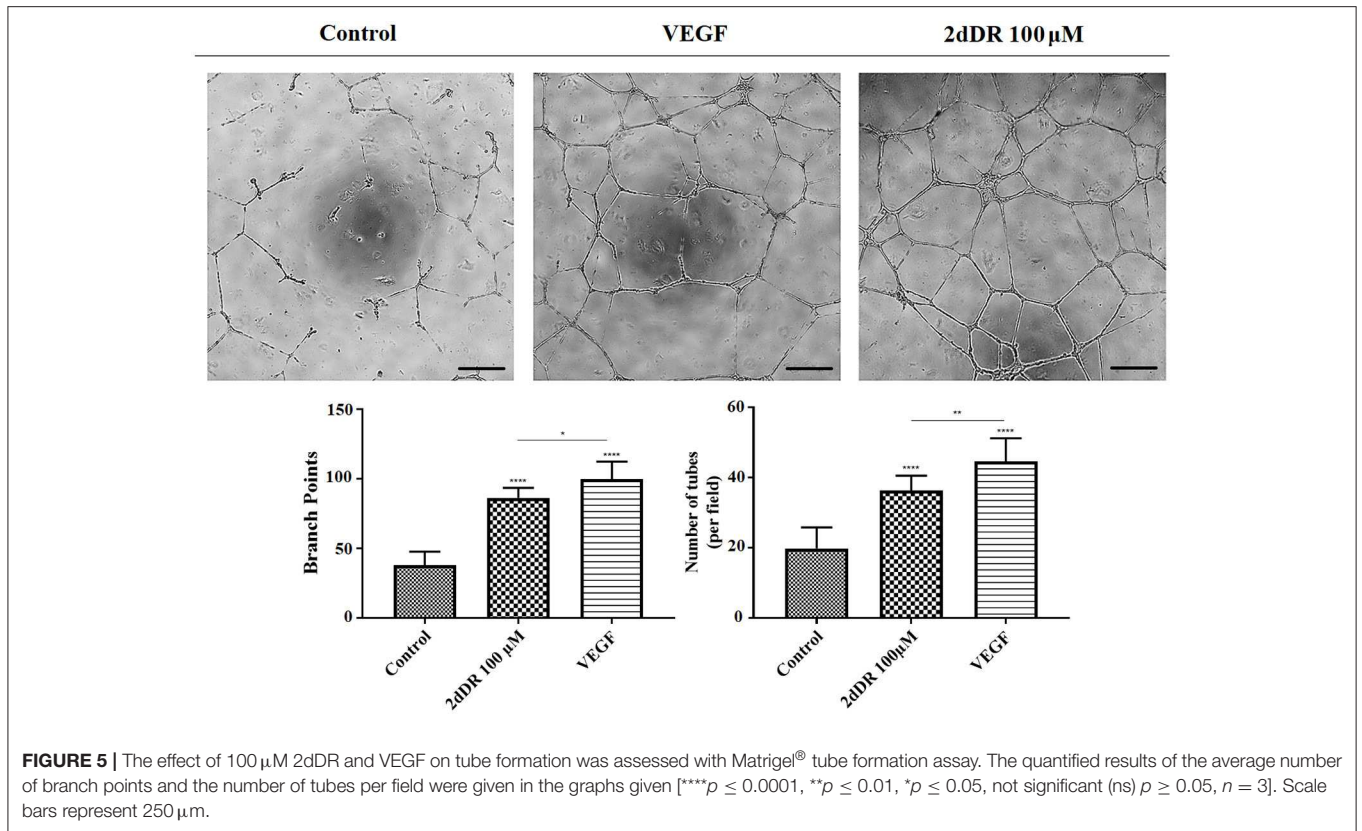 Control VEGF 2dDR 100 μM
150
100
50
0
Branch Points
*
****
****
Control
2dDR 100 μM
VEGF
60
40
20
0
Number of tubes
(per field)
**
****
****
Control
2dDR 100μM
VEGF
FIGURE 5 | The effect of 100 μM 2dDR and VEGF on tube formation was assessed with Matrigel® tube formation assay. The quantified results of the average number
of branch points and the number of tubes per field were given in the graphs given [****p ≤ 0.0001, **p ≤ 0.01, *p ≤ 0.05, not significant (ns) p ≥ 0.05, n = 3]. Scale
bars represent 250 μm.